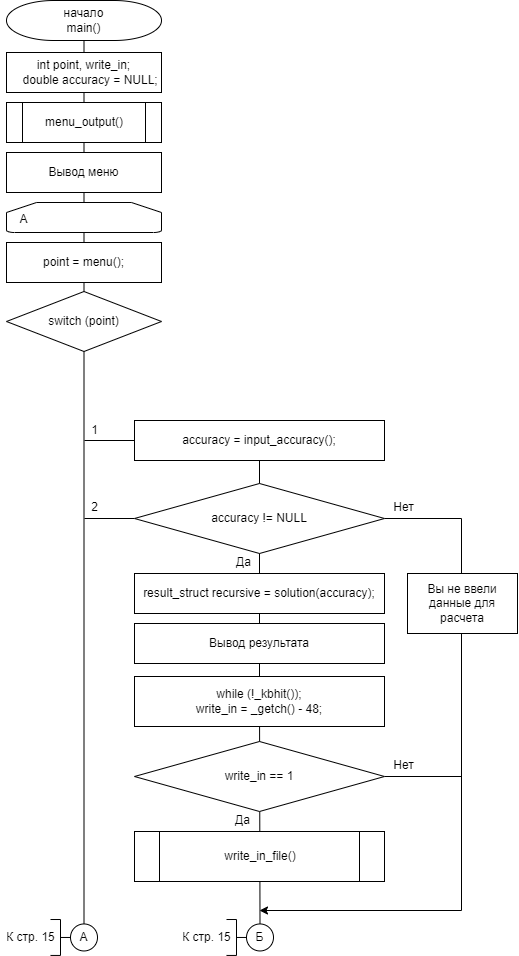 начало
main()
int point, write_in;
double accuracy = NULL;
menu_output()
Вывод меню
А
point = menu();
switch (point)
1
accuracy = input_accuracy();
2
accuracy != NULL
Нет
Да
result_struct recursive = solution(accuracy);
Вы не ввели
данные для
расчета
Вывод результата
while (!_kbhit());
write_in = _getch() - 48;
write_in == 1
Нет
Да
write_in_file()
К стр. 15
А
К стр. 15
Б